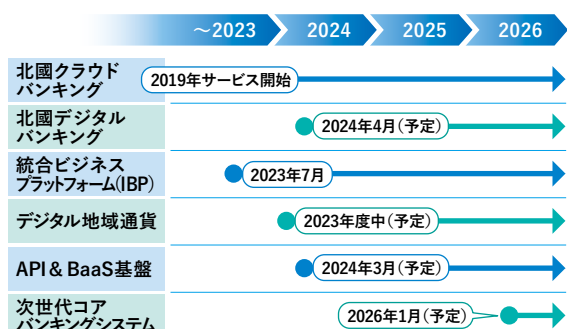 ～2023 2024 2025 2026
北國クラウド
バンキング
2019年サービス開始
北國デジタル
バンキング
2024年4月（予定）
統合ビジネス
プラットフォーム(IBP)
2023年7月
デジタル地域通貨
2023年度中（予定）
API＆BaaS基盤
2024年3月（予定）
次世代コア
バンキングシステム
2026年1月（予定）